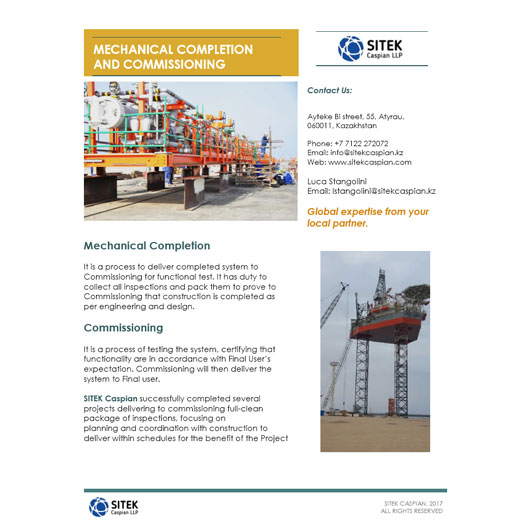 MECHANICAL COMPLETION
AND COMMISSIONING
SITEK
Caspian LLP
Contact Us:
Ayteke Bi street, 55, Atyrau,
060011, Kazakhstan
Phone: +7 7122 272072
Email: info@sitekcaspian.kz
Web: www.sitekcaspian.com
Luca Stangolini
Email: lstangolini@sitekcaspian.kz
Global expertise from your
local partner.
Mechanical Completion
It is a process to deliver completed system to
Commissioning for functional test. It has duty to
collect all inspections and pack them to prove to
Commissioning that construction is completed as
per engineering and design.
Commissioning
It is a process of testing the system, certifying that
functionality are in accordance with Final User's
expectation. Commissioning will then deliver the
system to Final user.
SITEK Caspian successfully completed several
projects delivering to commissioning full-clean
package of inspections, focusing on
planning and coordination with construction to
deliver within schedules for the benefit of the Project
SITEK
Caspian LLP
SITEK CASPIAN, 2017
ALL RIGHTS RESERVED